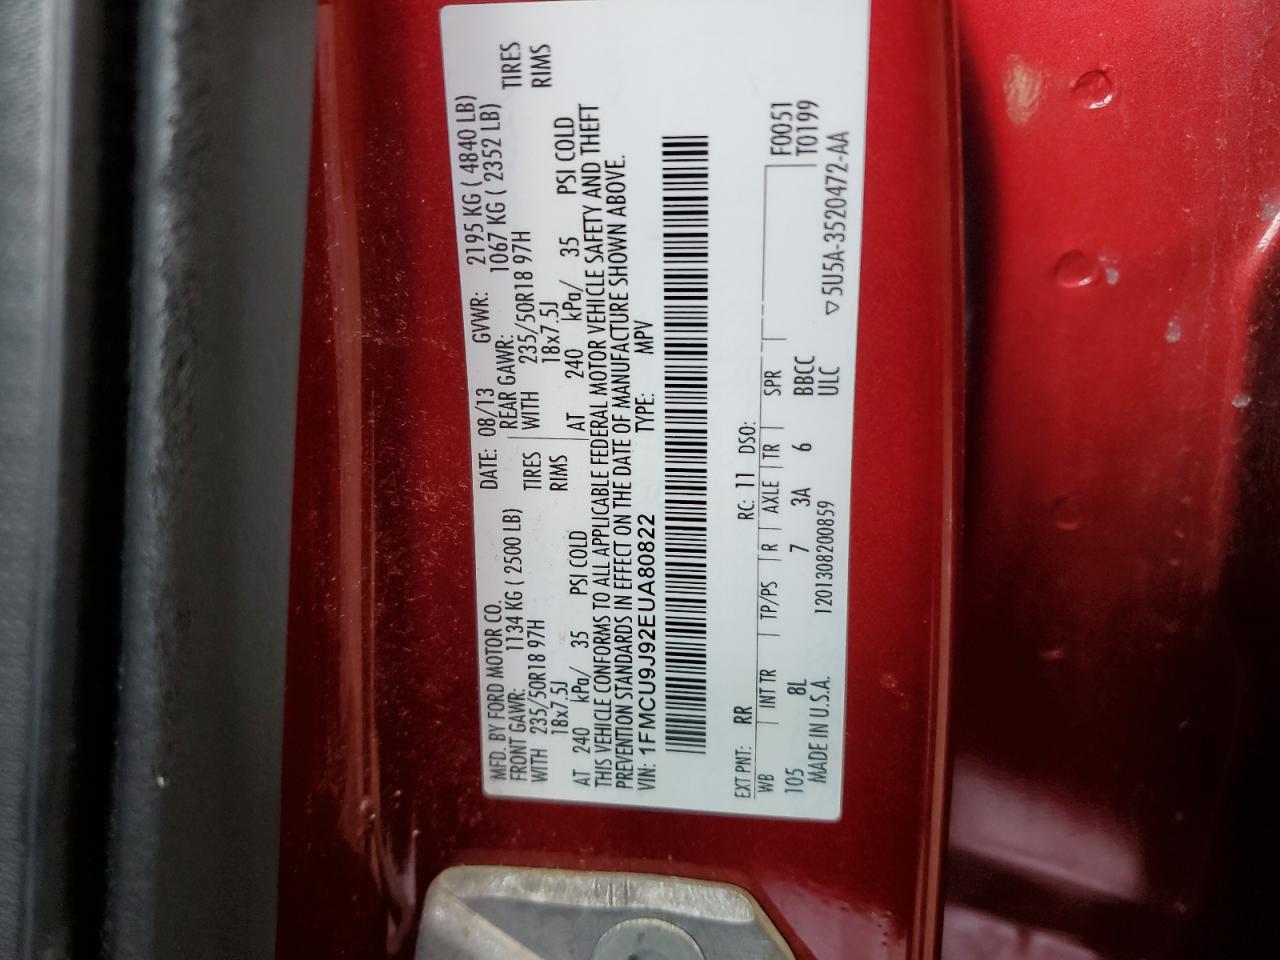 MFD. BY FORD MOTOR CO.
DATE: 08/13 GVWR: 2195 KG ( 4840 LB)
FRONT GAWR: 1134 KG ( 2500 LB) REAR GAWR: 1067 KG ( 2352 LB)
WITH 235/50R18 97H TIRES WITH 235/50R18 97H TIRES
18x7.5J RIMS 18x7.5J RIMS
AT 240 kPa/ 35 PSI COLD AT 240 kPa/ 35 PSI COLD
THIS VEHICLE CONFORMS TO ALL APPLICABLE FEDERAL MOTOR VEHICLE SAFETY AND THEFT
PREVENTION STANDARDS IN EFFECT ON THE DATE OF MANUFACTURE SHOWN ABOVE.
VIN: 1FMCU9J92EUA80822 TYPE: MPV
EXT PNT: RR RC: 11 DSO: F0051
WB INT TR TP/PS R AXLE TR SPR T0199
105 8L 7 3A 6 BBCC
MADE IN U.S.A. 1201308200859 ULC ▽5U5A-3520472-AA